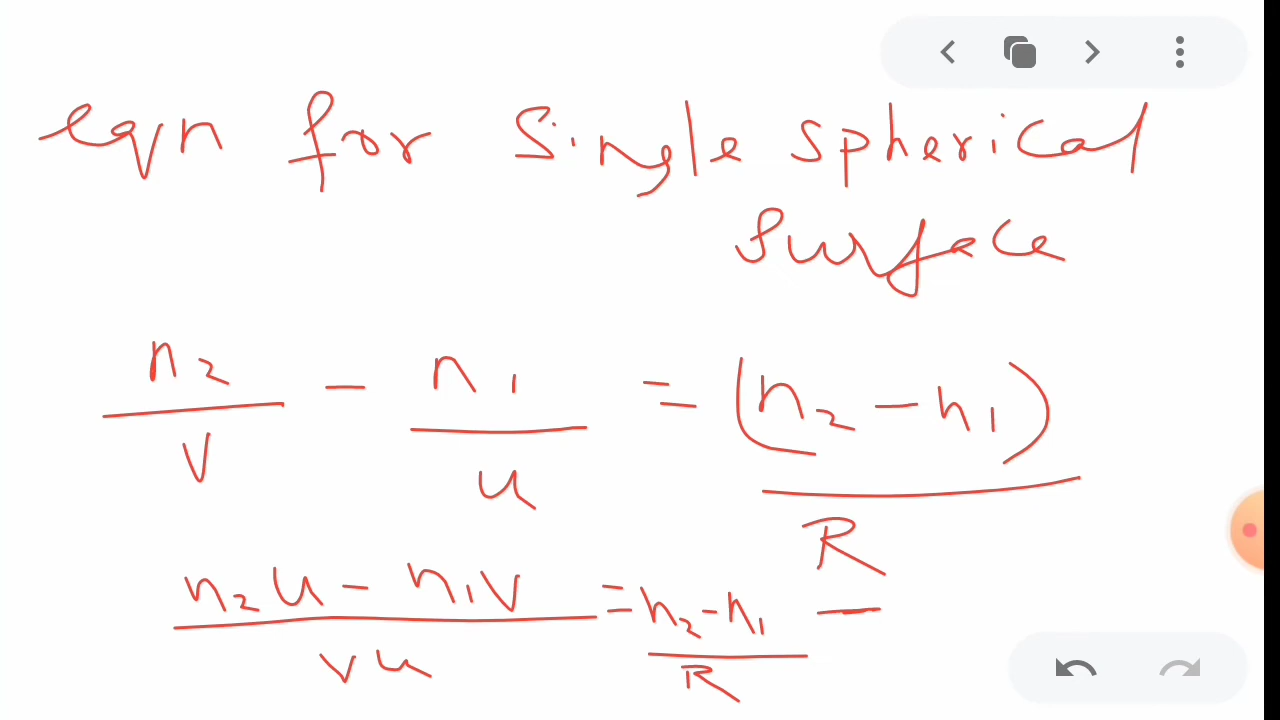 eqn for Single spherical
surface
n2/v - n1/u = (n2 - n1)/R
n2u - n1v/vu = n2 - n1/R -